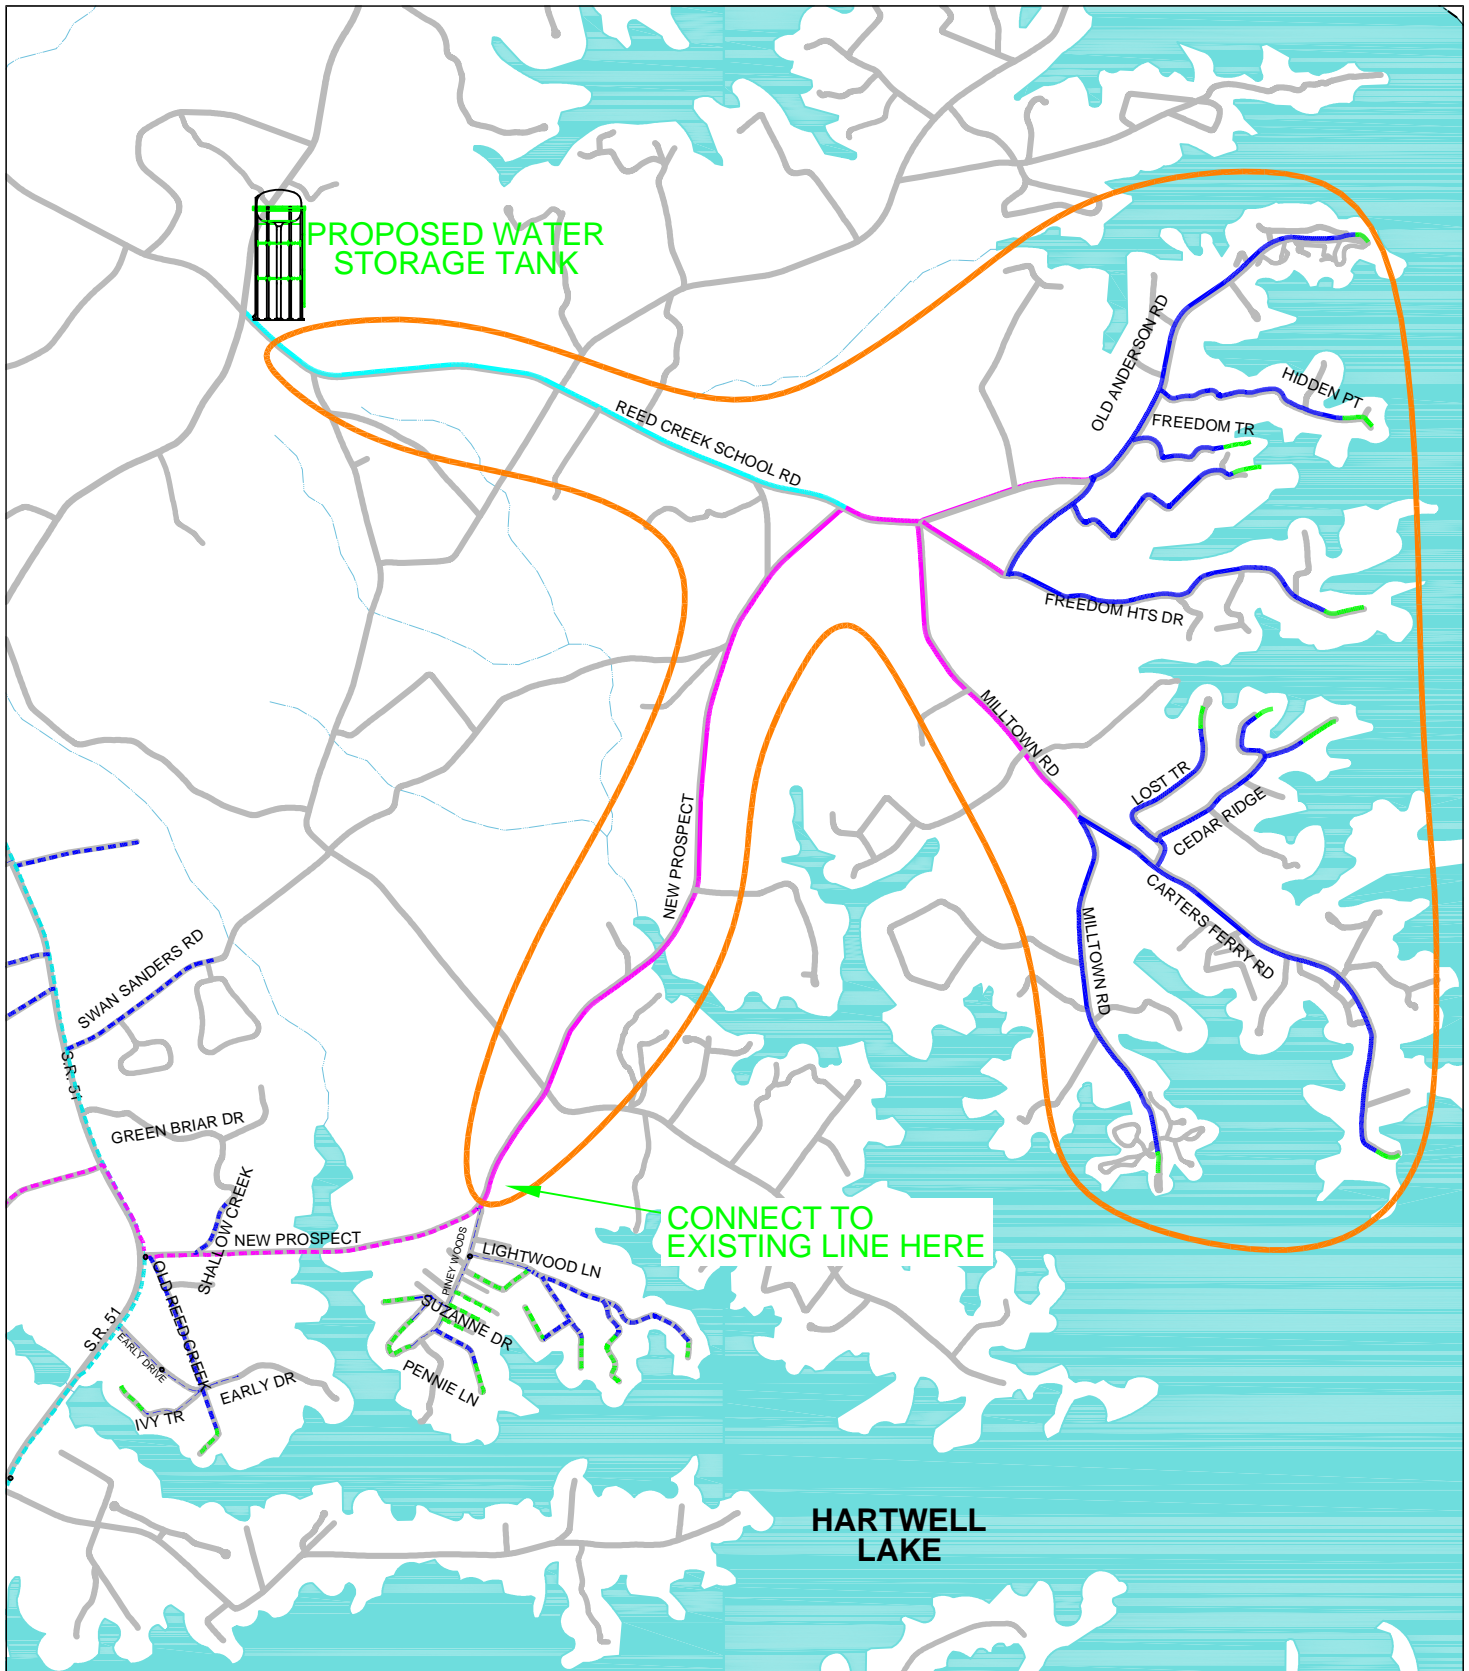 PROPOSED WATER
STORAGE TANK
OLD ANDERSON RD
HIDDEN PT
FREEDOM TR
REED CREEK SCHOOL RD
FREEDOM HTS DR
MILLTOWN RD
LOST TR
CEDAR RIDGE
NEW PROSPECT
CARTERS FERRY RD
MILLTOWN RD
SWAN SANDERS RD
S.R. 51
GREEN BRIAR DR
SHALLOW CREEK
NEW PROSPECT
CONNECT TO
EXISTING LINE HERE
PINEY WOODS
LIGHTWOOD LN
OLD REED CREEK
S.R. 51
EARLY DRIVE
SUZANNE DR
PENNIE LN
EARLY DR
IVY TR
HARTWELL
LAKE